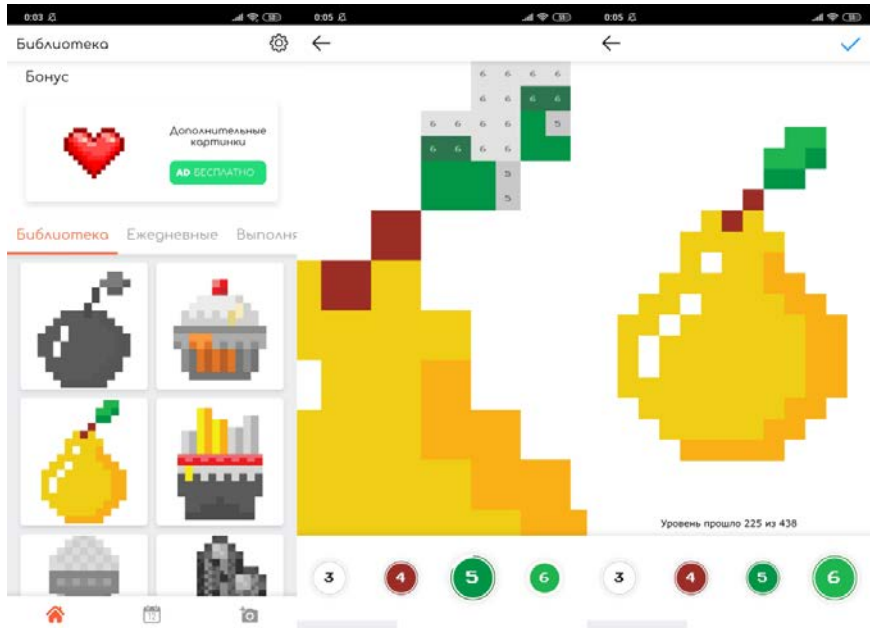 0:03
Библиотека
Бонус
Дополнительные
картинки
AD БЕСПЛАТНО
Библиотека Ежедневные Выполня
12
0:05
6 6 6 6
6 6 6 6
6 6 6 6 5
6 6 6 6
5
5
3 4 5 6
0:05
Уровень прошло 225 из 438
3 4 5 6